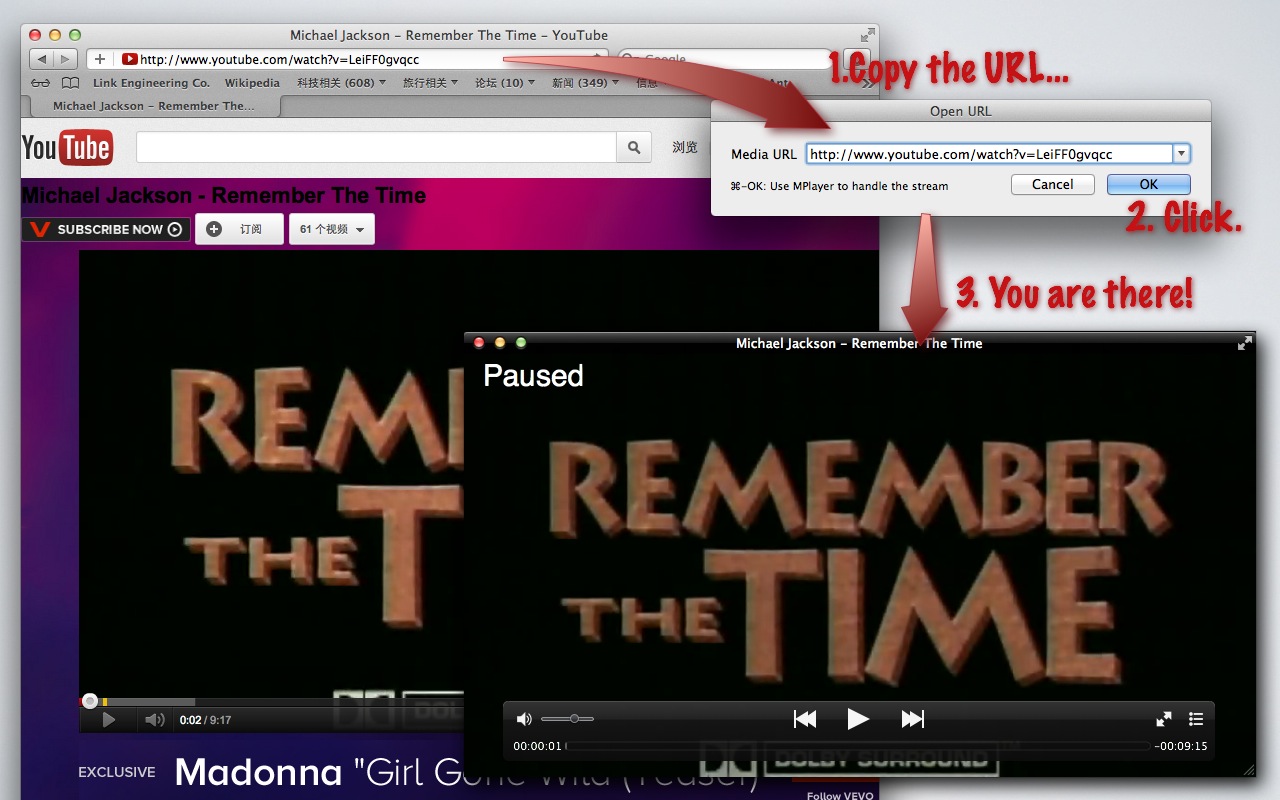 Michael Jackson – Remember The Time – YouTube
http://www.youtube.com/watch?v=LeiFF0gvqcc
Google
1.Copy the URL...
Link Engineering Co. Wikipedia 科技相关 (608) 旅行相关 论坛 (10) 新闻 (349) 信息
Michael Jackson – Remember The...
Open URL
YouTube
浏览
Media URL http://www.youtube.com/watch?v=LeiFF0gvqcc
⌘-OK: Use MPlayer to handle the stream
Cancel OK
2. Click.
Michael Jackson - Remember The Time
SUBSCRIBE NOW
订阅
61 个视频
3. You are there!
Michael Jackson – Remember The Time
Paused
REMEMBER
THE TIME
THE T
0:02 / 9:17
00:00:01
-00:09:15
DOLBY SURROUND
EXCLUSIVE Madonna "Girl Gone Wild (Teaser)"
Follow VEVO